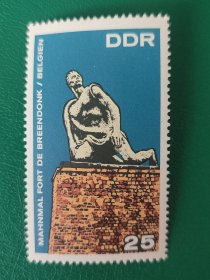 DDR
MAHNMAL FORT DE BREENDONK / BELGIEN
25